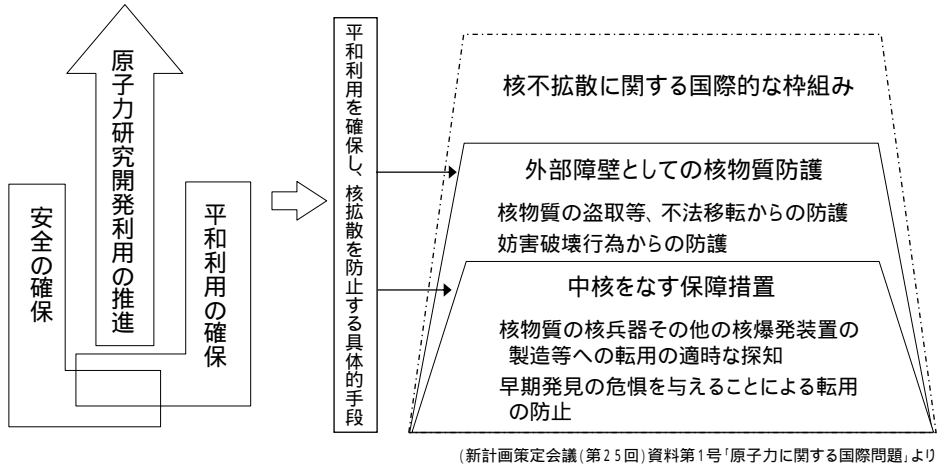 安全の確保
原子力研究開発利用の推進
平和利用の確保
平和利用を確保し、核拡散を防止する具体的手段
核不拡散に関する国際的な枠組み
外部障壁としての核物質防護
核物質の盗取等、不法移転からの防護
妨害破壊行為からの防護
中核をなす保障措置
核物質の核兵器その他の核爆発装置の
製造等への転用の適時な探知
早期発見の危惧を与えることによる転用
の防止
(新計画策定会議(第25回)資料第1号「原子力に関する国際問題」より